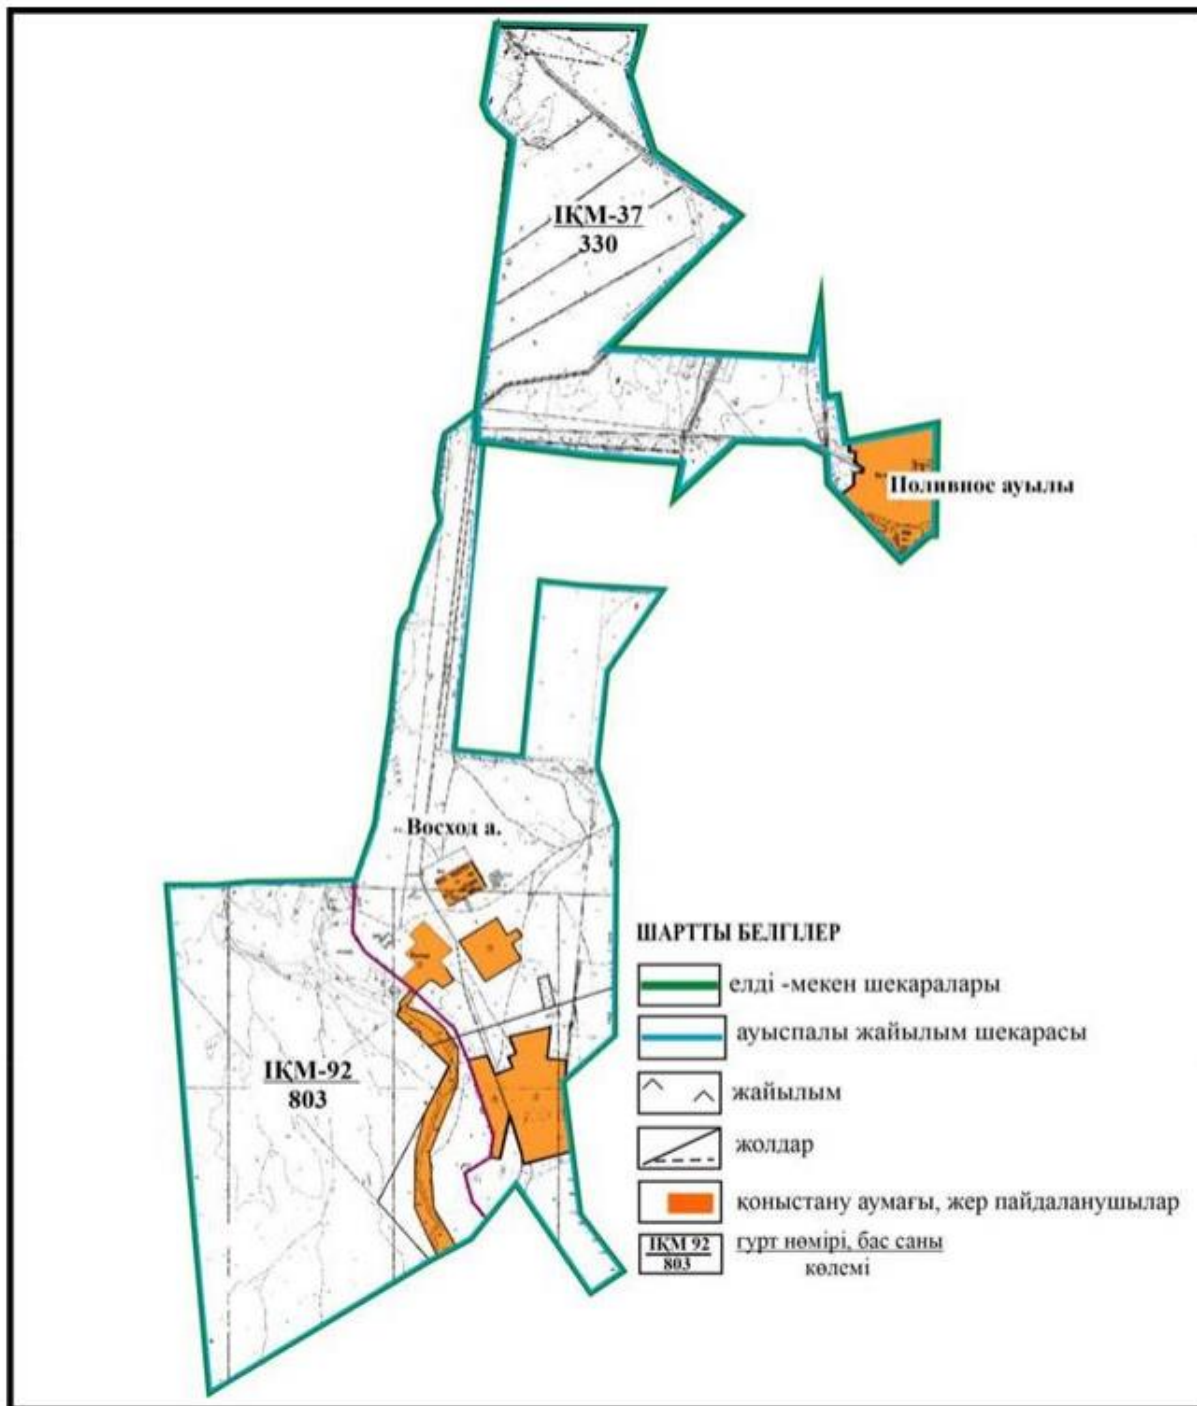 ІҚМ-37
330
Поливное ауылы
Восход а.
ІҚМ-92
803
ШАРТТЫ БЕЛГІЛЕР
елді -мекен шекаралары
ауыспалы жайылым шекарасы
жайылым
жолдар
қоныстану аумағы, жер пайдаланушылар
ІҚМ 92
803
гурт нөмірі, бас саны
көлемі